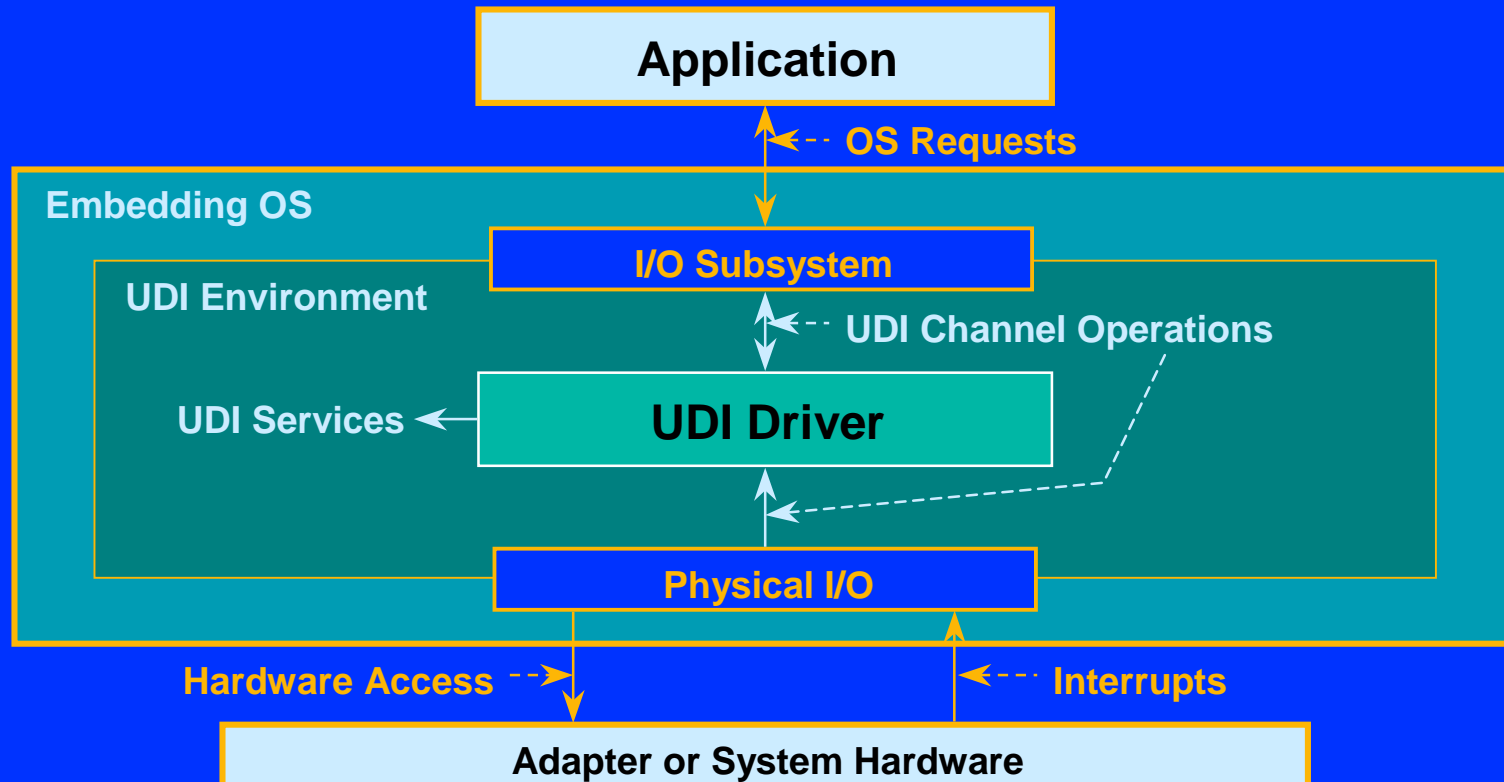 Application
OS Requests
Embedding OS
I/O Subsystem
UDI Environment
UDI Channel Operations
UDI Services
UDI Driver
Physical I/O
Hardware Access
Interrupts
Adapter or System Hardware